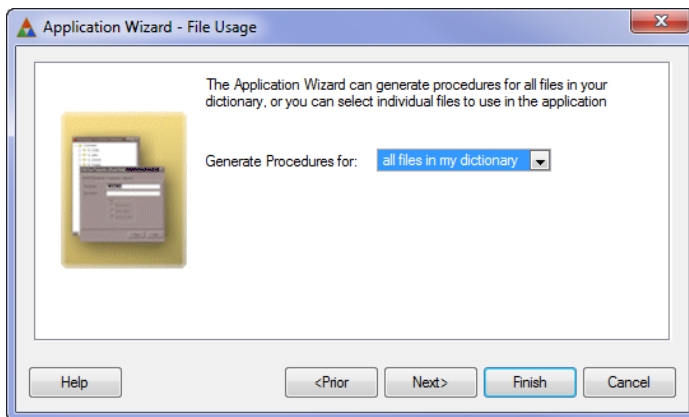 Application Wizard - File Usage
The Application Wizard can generate procedures for all files in your
dictionary, or you can select individual files to use in the application
Generate Procedures for: all files in my dictionary
Help <Prior Next> Finish Cancel